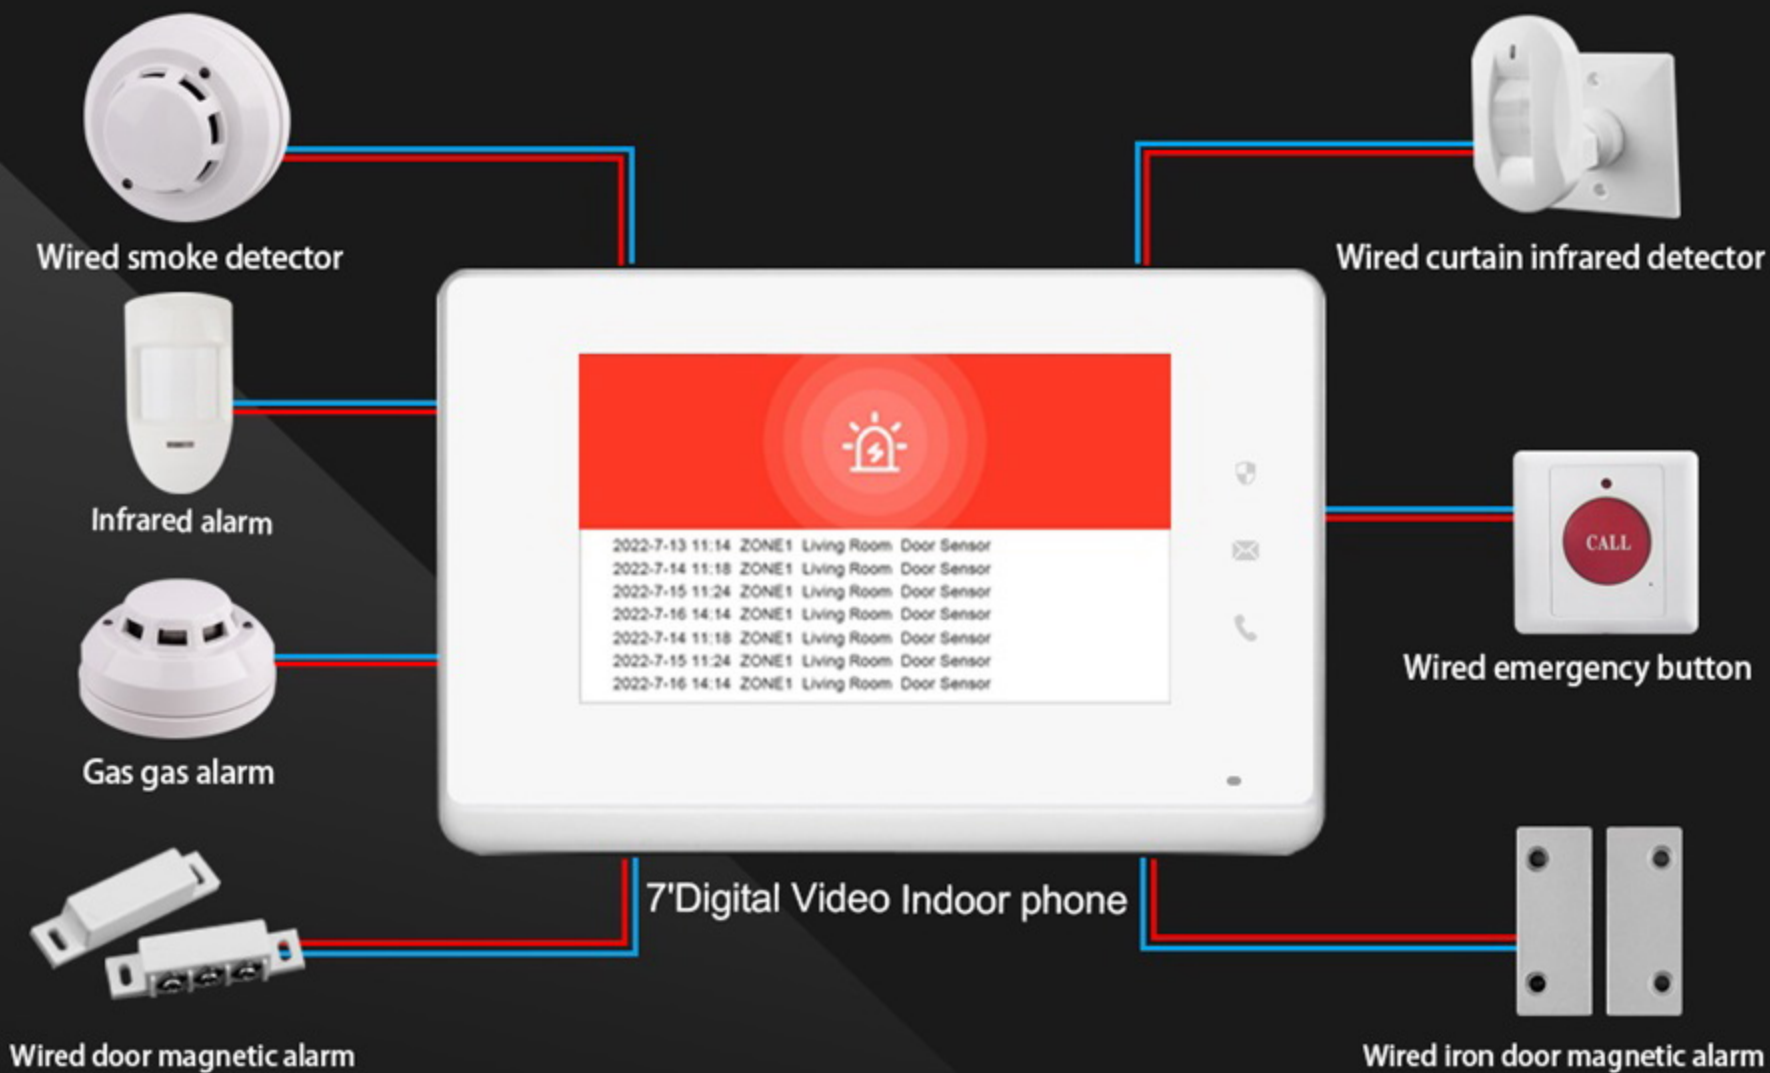 Wired smoke detector
Wired curtain infrared detector
Infrared alarm
2022-7-13 11:14 ZONE1 Living Room Door Sensor
2022-7-14 11:18 ZONE1 Living Room Door Sensor
2022-7-15 11:24 ZONE1 Living Room Door Sensor
2022-7-16 14:14 ZONE1 Living Room Door Sensor
2022-7-14 11:18 ZONE1 Living Room Door Sensor
2022-7-15 11:24 ZONE1 Living Room Door Sensor
2022-7-16 14:14 ZONE1 Living Room Door Sensor
CALL
Wired emergency button
Gas gas alarm
7'Digital Video Indoor phone
Wired door magnetic alarm
Wired iron door magnetic alarm